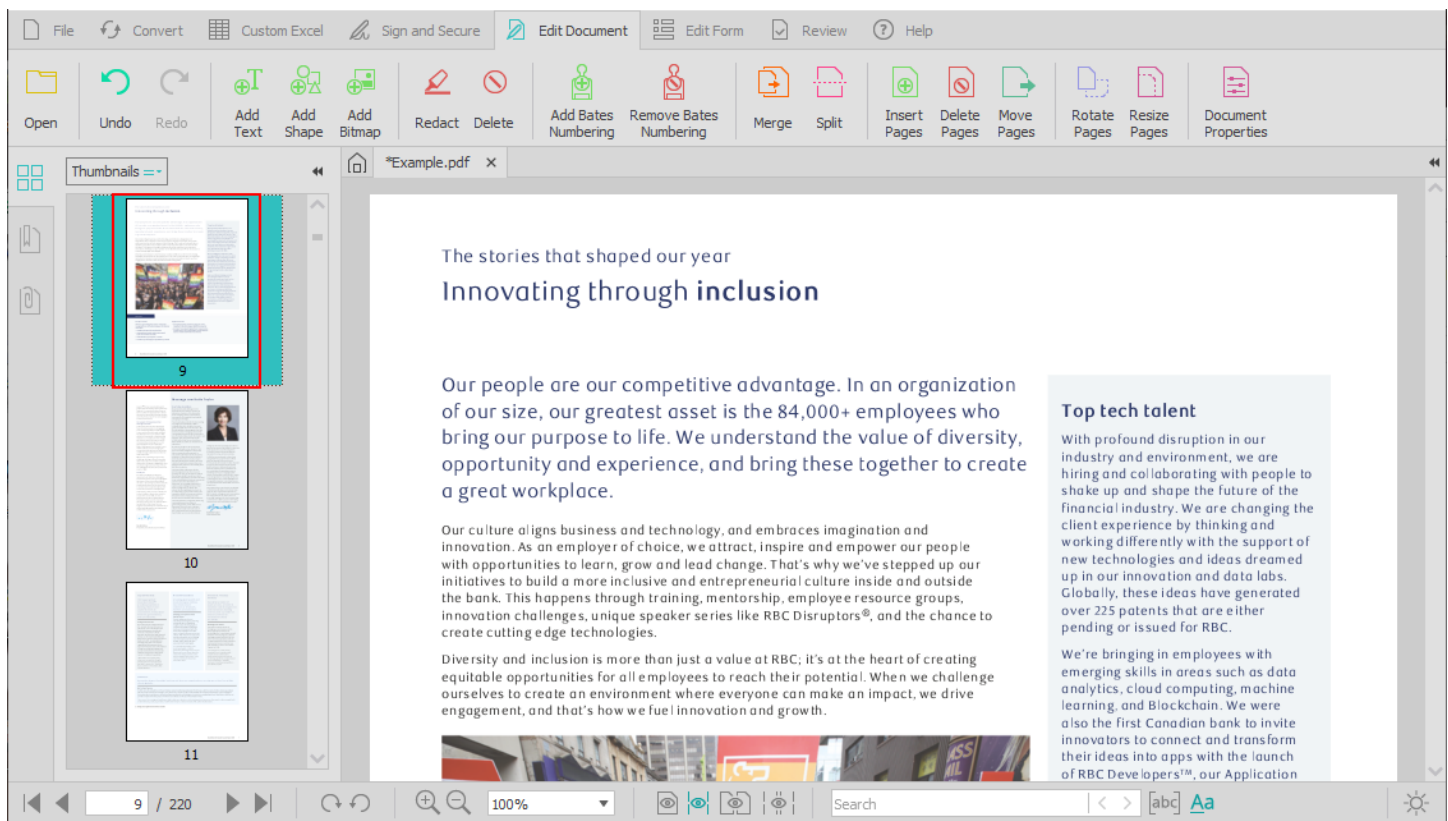 File Convert Custom Excel Sign and Secure Edit Document Edit Form Review ? Help
Open Undo Redo Add Text Add Shape Add Bitmap Redact Delete Add Bates Numbering Remove Bates Numbering Merge Split Insert Pages Delete Pages Move Pages Rotate Pages Resize Pages Document Properties
Thumbnails
*Example.pdf
9
10
11
The stories that shaped our year
Innovating through inclusion
Our people are our competitive advantage. In an organization
of our size, our greatest asset is the 84,000+ employees who
bring our purpose to life. We understand the value of diversity,
opportunity and experience, and bring these together to create
a great workplace.
Our culture aligns business and technology, and embraces imagination and
innovation. As an employer of choice, we attract, inspire and empower our people
with opportunities to learn, grow and lead change. That's why we've stepped up our
initiatives to build a more inclusive and entrepreneurial culture inside and outside
the bank. This happens through training, mentorship, employee resource groups,
innovation challenges, unique speaker series like RBC Disruptors®, and the chance to
create cutting edge technologies.
Diversity and inclusion is more than just a value at RBC; it's at the heart of creating
equitable opportunities for all employees to reach their potential. When we challenge
ourselves to create an environment where everyone can make an impact, we drive
engagement, and that's how we fuel innovation and growth.
Top tech talent
With profound disruption in our
industry and environment, we are
hiring and collaborating with people to
shake up and shape the future of the
financial industry. We are changing the
client experience by thinking and
working differently with the support of
new technologies and ideas dreamed
up in our innovation and data labs.
Globally, these ideas have generated
over 225 patents that are either
pending or issued for RBC.
We're bringing in employees with
emerging skills in areas such as data
analytics, cloud computing, machine
learning, and Blockchain. We were
also the first Canadian bank to invite
innovators to connect and transform
their ideas into apps with the launch
of RBC Developers™, our Application
9 / 220 100% Search abc Aa